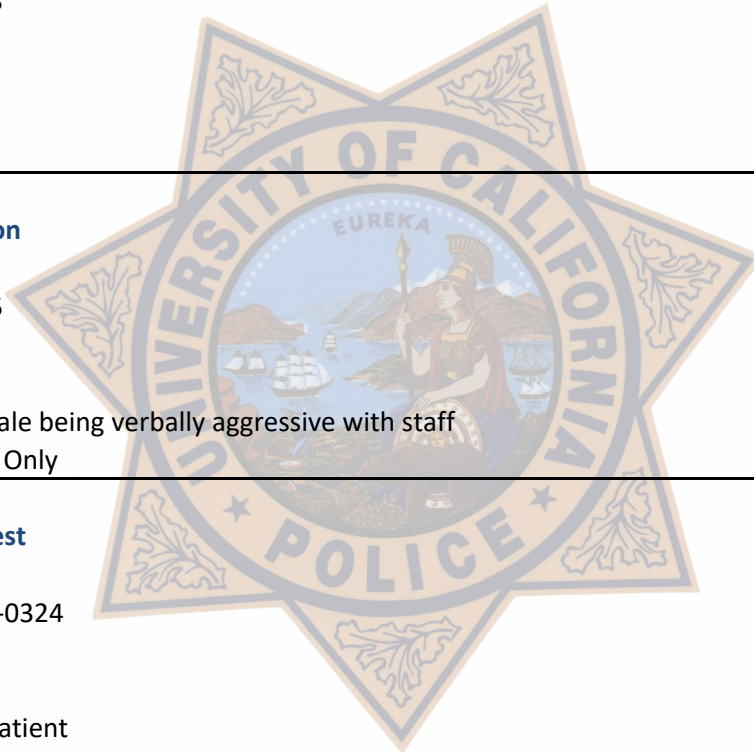 on
UNIVERSITY OF CALIFORNIA
EUREKA
ale being verbally aggressive with staff
Only
POLICE
est
-0324
atient